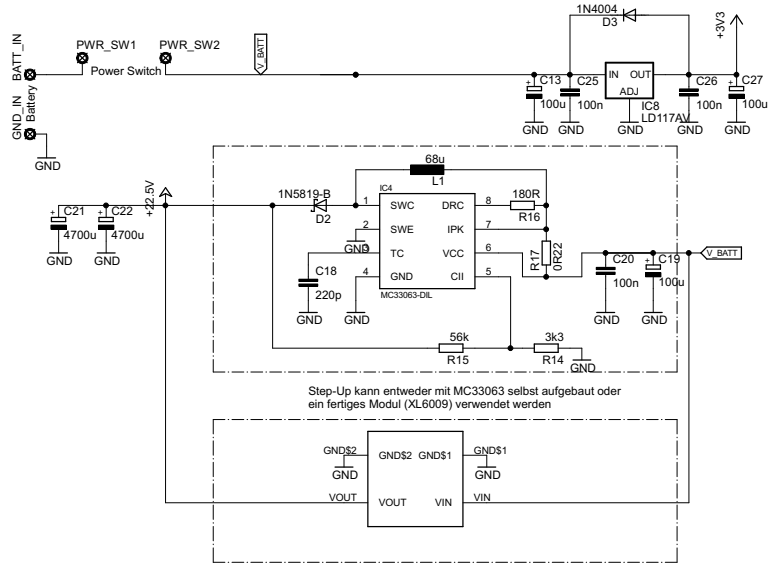 BATT_IN
GND_IN
Battery
PWR_SW1
PWR_SW2
Power Switch
V_BATT
GND
1N4004
D3
+3V3
+
C13
100u
GND
C25
100n
GND
IN OUT
ADJ
IC8
LD117AV
GND
C26
100n
GND
+
C27
100u
GND
+22.5V
+
C21
4700u
GND
+
C22
4700u
GND
68u
L1
1N5819-B
D2
IC4
1 SWC DRC 8
2 SWE IPK 7
3 TC VCC 6
4 GND CII 5
MC33063-DIL
GND
GND
C18
220p
GND
180R
R16
R17
0R22
C20
100n
GND
+
C19
100u
GND
V_BATT
56k
R15
3k3
R14
GND
Step-Up kann entweder mit MC33063 selbst aufgebaut oder
ein fertiges Modul (XL6009) verwendet werden
GND$2
GND
GND$2 GND$1
GND$1
GND
VOUT
VOUT VIN
VIN